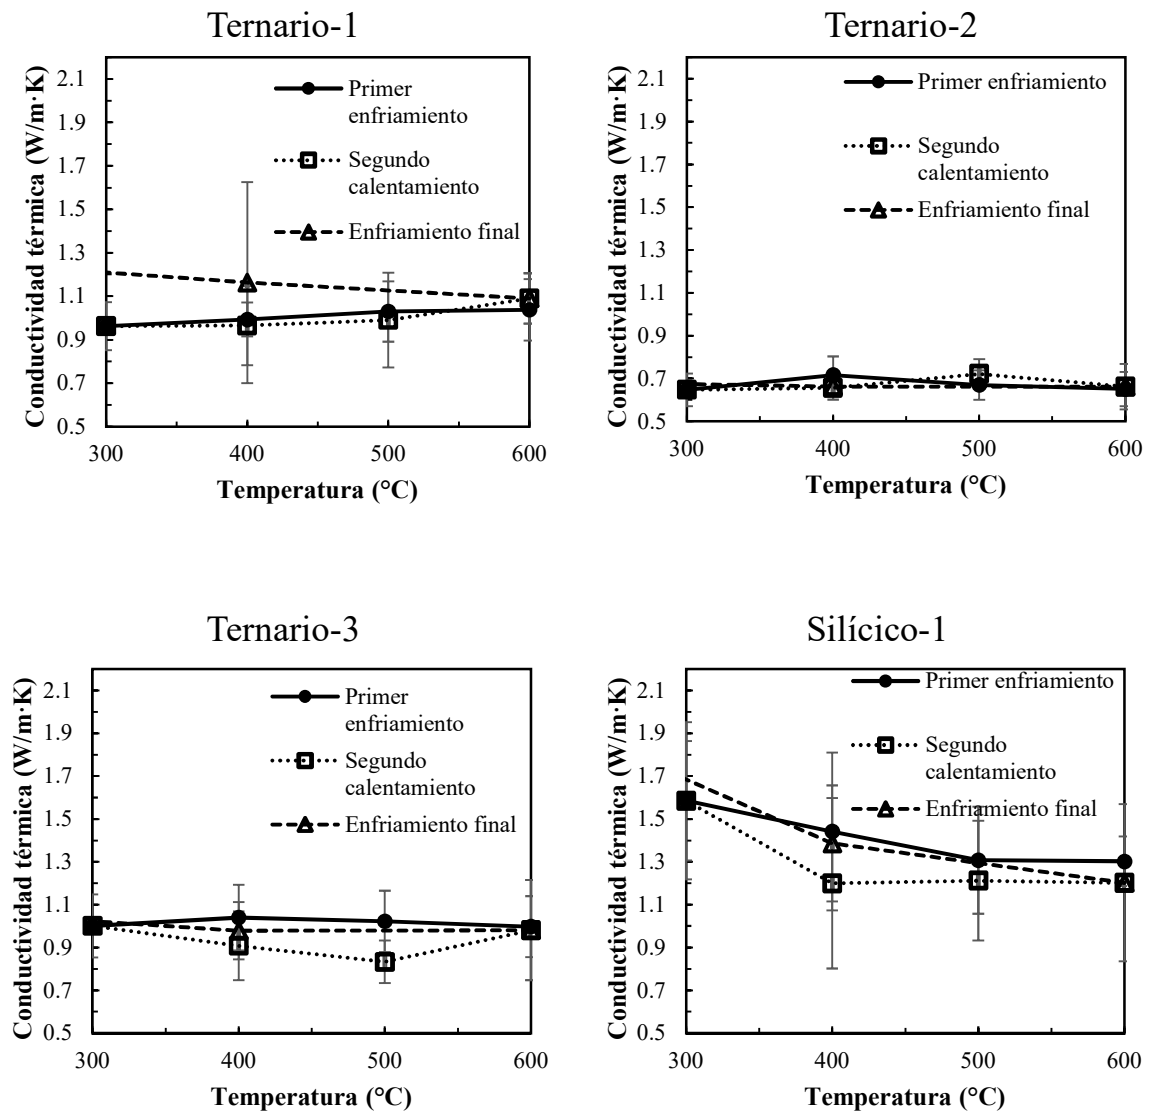 Ternario-1
Conductividad térmica (W/m·K)
2.1
1.9
1.7
1.5
1.3
1.1
0.9
0.7
0.5
Primer
enfriamiento
Segundo
calentamiento
Enfriamiento final
300
400
500
600
Temperatura (°C)
Ternario-2
Conductividad térmica (W/m·K)
2.1
1.9
1.7
1.5
1.3
1.1
0.9
0.7
0.5
Primer enfriamiento
Segundo
calentamiento
Enfriamiento final
300
400
500
600
Temperatura (°C)
Ternario-3
Conductividad térmica (W/m·K)
2.1
1.9
1.7
1.5
1.3
1.1
0.9
0.7
0.5
Primer
enfriamiento
Segundo
calentamiento
Enfriamiento final
300
400
500
600
Temperatura (°C)
Silícico-1
Conductividad térmica (W/m·K)
2.1
1.9
1.7
1.5
1.3
1.1
0.9
0.7
0.5
Primer enfriamiento
Segundo
calentamiento
Enfriamiento final
300
400
500
600
Temperatura (°C)